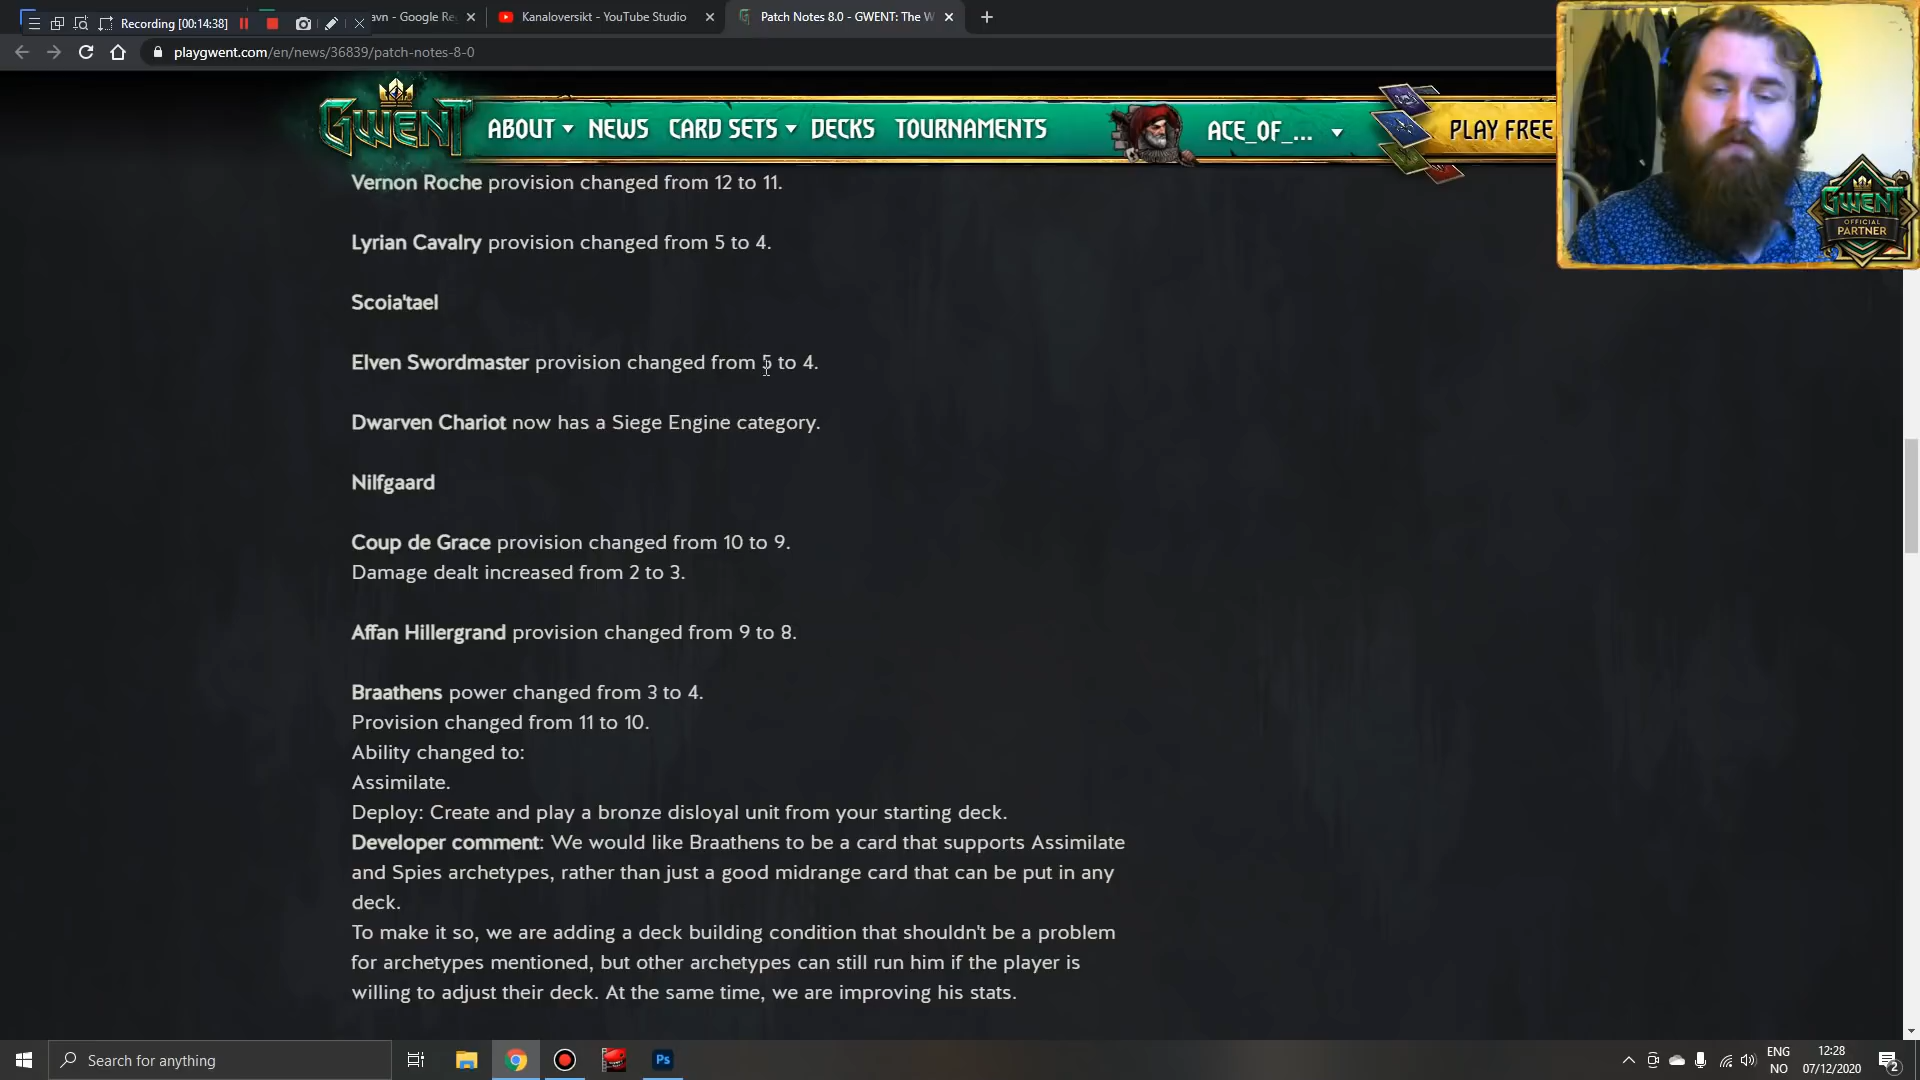 Recording [00:14:38]
avn - Google Re
Kanaloversikt - YouTube Studio
Patch Notes 8.0 - GWENT: The W
playgwent.com/en/news/36839/patch-notes-8-0
GWENT
ABOUT
NEWS
CARD SETS
DECKS
TOURNAMENTS
ACE_OF_...
PLAY FREE
GWENT
OFFICIAL
PARTNER
Vernon Roche provision changed from 12 to 11.
Lyrian Cavalry provision changed from 5 to 4.
Scoia'tael
Elven Swordmaster provision changed from 5 to 4.
Dwarven Chariot now has a Siege Engine category.
Nilfgaard
Coup de Grace provision changed from 10 to 9.
Damage dealt increased from 2 to 3.
Affan Hillergrand provision changed from 9 to 8.
Braathens power changed from 3 to 4.
Provision changed from 11 to 10.
Ability changed to:
Assimilate.
Deploy: Create and play a bronze disloyal unit from your starting deck.
Developer comment: We would like Braathens to be a card that supports Assimilate
and Spies archetypes, rather than just a good midrange card that can be put in any
deck.
To make it so, we are adding a deck building condition that shouldn't be a problem
for archetypes mentioned, but other archetypes can still run him if the player is
willing to adjust their deck. At the same time, we are improving his stats.
Search for anything
Ps
ENG
NO
12:28
07/12/2020
2